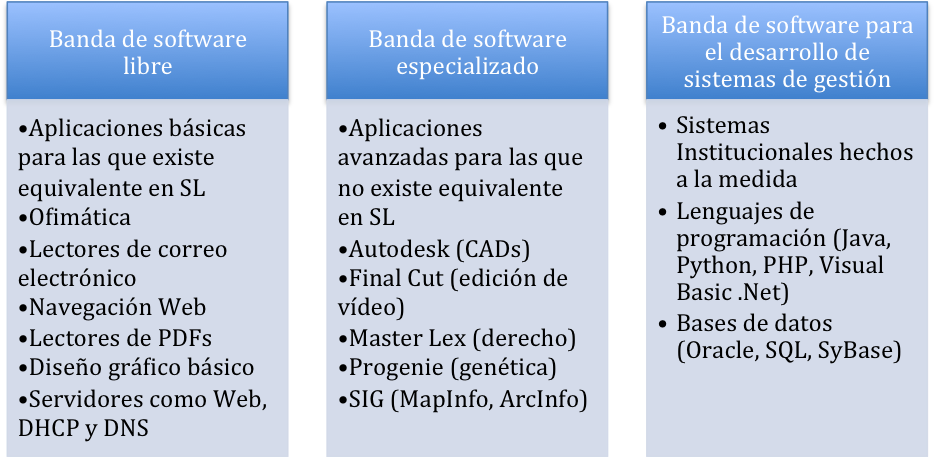 Banda de software
libre
•Aplicaciones básicas
para las que existe
equivalente en SL
•Ofimática
•Lectores de correo
electrónico
•Navegación Web
•Lectores de PDFs
•Diseño gráfico básico
•Servidores como Web,
DHCP y DNS
Banda de software
especializado
•Aplicaciones
avanzadas para las que
no existe equivalente
en SL
•Autodesk (CADs)
•Final Cut (edición de
vídeo)
•Master Lex (derecho)
•Progenie (genética)
•SIG (MapInfo, ArcInfo)
Banda de software para
el desarrollo de
sistemas de gestión
• Sistemas
Institucionales hechos
a la medida
• Lenguajes de
programación (Java,
Python, PHP, Visual
Basic .Net)
• Bases de datos
(Oracle, SQL, SyBase)